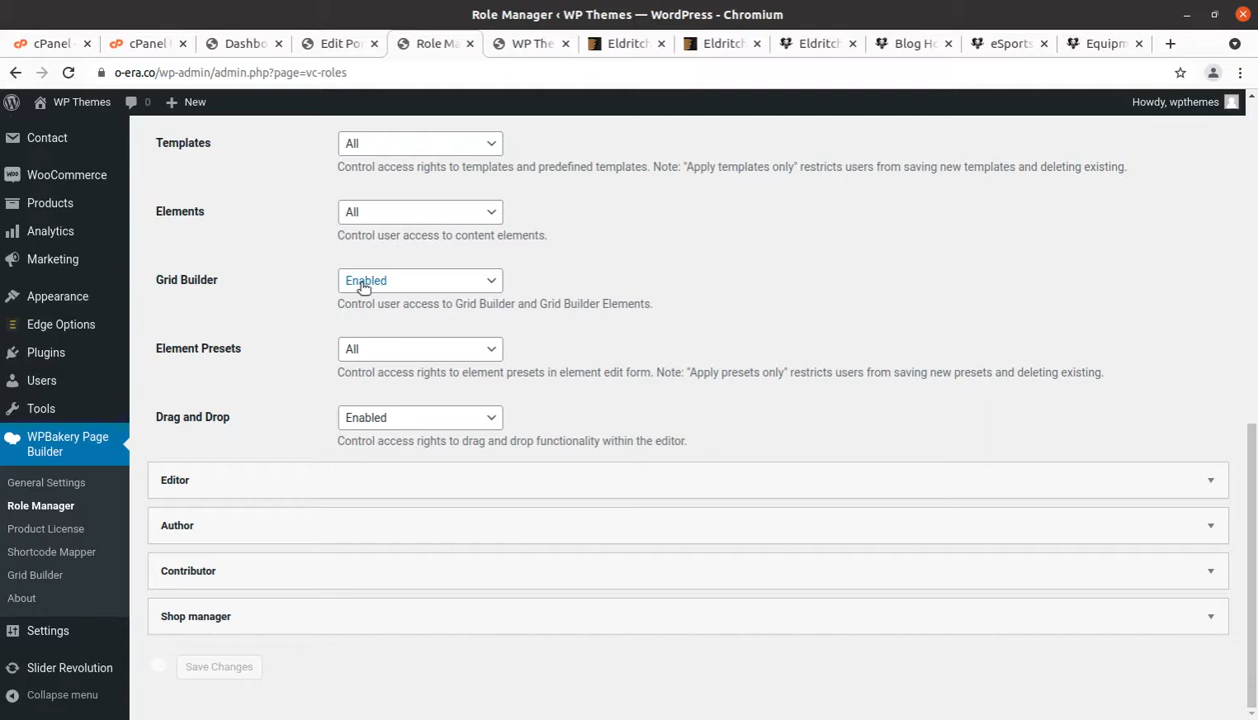 Role Manager ‹ WP Themes — WordPress - Chromium
cPanel
cPanel
Dashbo
Edit Po
Role Ma
WP The
Eldritch
Eldritch
Eldritch
Blog Ho
eSports
Equipm
o-era.co/wp-admin/admin.php?page=vc-roles
WP Themes
0
New
Howdy, wpthemes
Contact
WooCommerce
Products
Analytics
Marketing
Appearance
Edge Options
Plugins
Users
Tools
WPBakery Page
Builder
General Settings
Role Manager
Product License
Shortcode Mapper
Grid Builder
About
Settings
Slider Revolution
Collapse menu
Templates
All
Control access rights to templates and predefined templates. Note: "Apply templates only" restricts users from saving new templates and deleting existing.
Elements
All
Control user access to content elements.
Grid Builder
Enabled
Control user access to Grid Builder and Grid Builder Elements.
Element Presets
All
Control access rights to element presets in element edit form. Note: "Apply presets only" restricts users from saving new presets and deleting existing.
Drag and Drop
Enabled
Control access rights to drag and drop functionality within the editor.
Editor
Author
Contributor
Shop manager
Save Changes